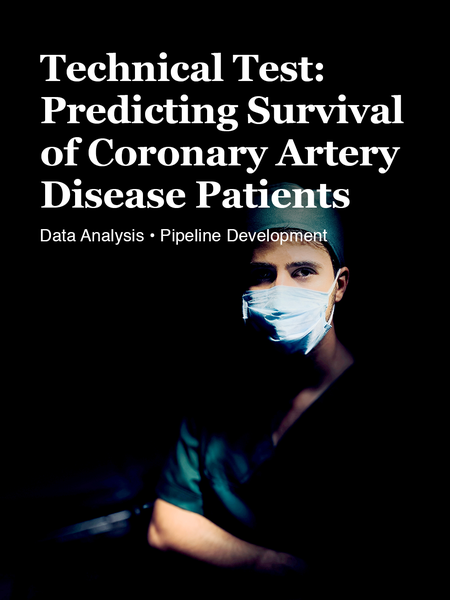 Technical Test:
Predicting Survival
of Coronary Artery
Disease Patients
Data Analysis • Pipeline Development